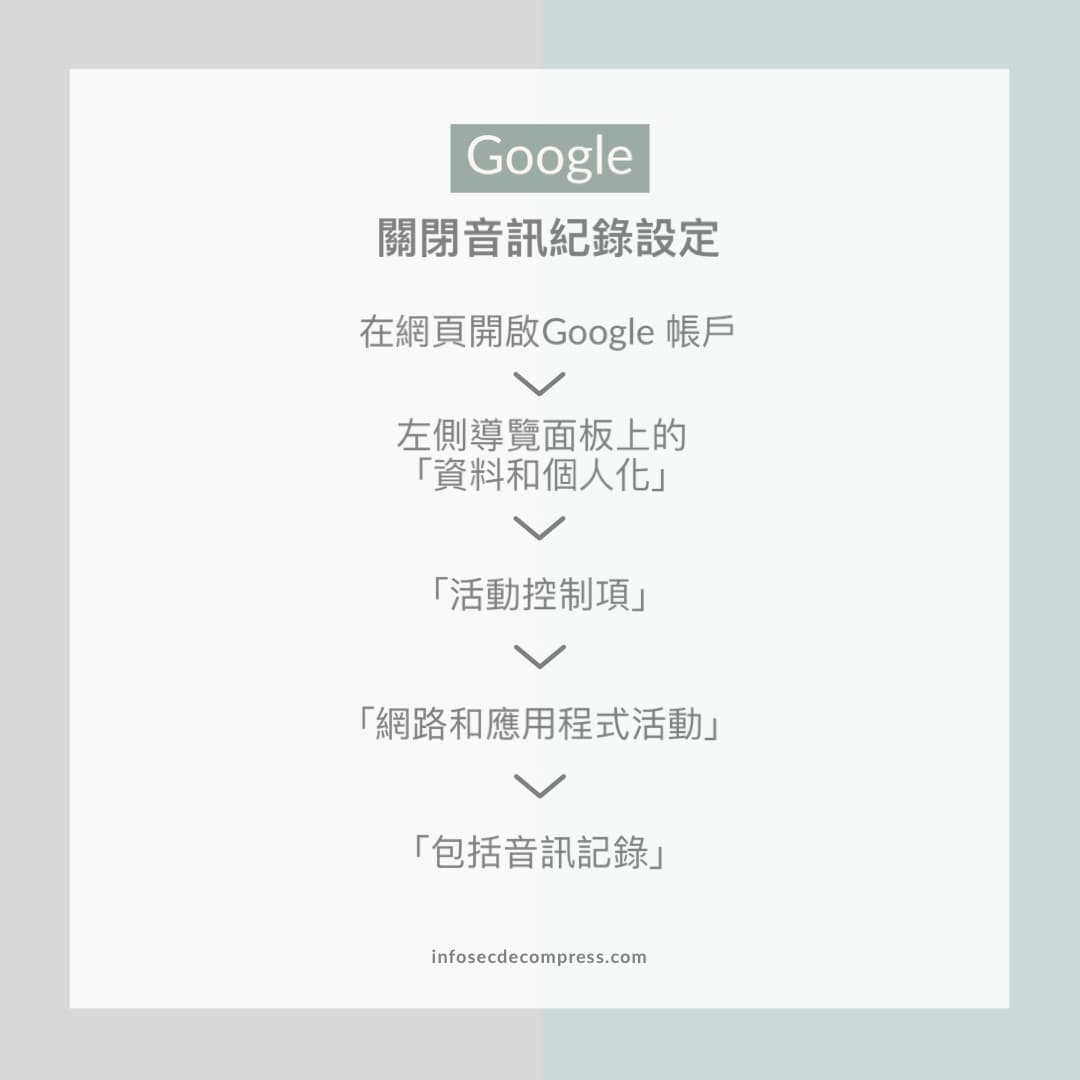 Google
關閉音訊紀錄設定
在網頁開啟Google 帳戶
左側導覽面板上的
「資料和個人化」
「活動控制項」
「網路和應用程式活動」
「包括音訊記錄」
infosecdecompress.com